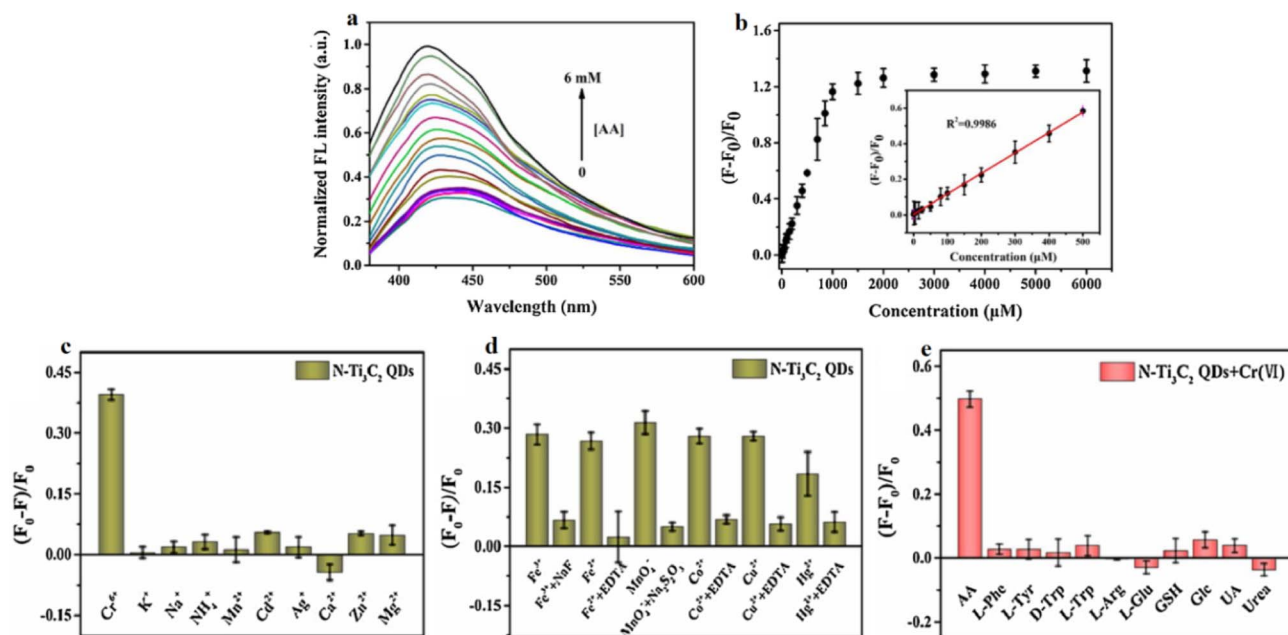 a
Normalized FL intensity (a.u.)
1.0
0.8
0.6
0.4
0.2
0.0
6 mM
[AA]
0
400 450 500 550 600
Wavelength (nm)
b
(F-F₀)/F₀
1.6
1.2
0.8
0.4
0.0
0 1000 2000 3000 4000 5000 6000
Concentration (µM)
R²=0.9986
(F-F₀)/F₀
0.6
0.4
0.2
0.0
0 100 200 300 400 500
Concentration (µM)
c
N-Ti₃C₂ QDs
(F₀-F)/F₀
0.45
0.30
0.15
0.00
-0.15
Cr⁶⁺ K⁺ Na⁺ NH₄⁺ Mn²⁺ Cd²⁺ Ag⁺ Ca²⁺ Zn²⁺ Mg²⁺
d
N-Ti₃C₂ QDs
(F₀-F)/F₀
0.45
0.30
0.15
0.00
-0.15
Fe³⁺ Fe³⁺+NaF Fe²⁺ Fe²⁺+EDTA MnO₄⁻ MnO₄⁻+Na₂S₂O₃ Co²⁺ Co²⁺+EDTA Cu²⁺ Cu²⁺+EDTA Hg²⁺ Hg²⁺+EDTA
e
N-Ti₃C₂ QDs+Cr(VI)
(F-F₀)/F₀
0.6
0.4
0.2
0.0
-0.2
AA L-Phe L-Tyr D-Trp L-Trp L-Arg L-Glu GSH Glc UA Urea